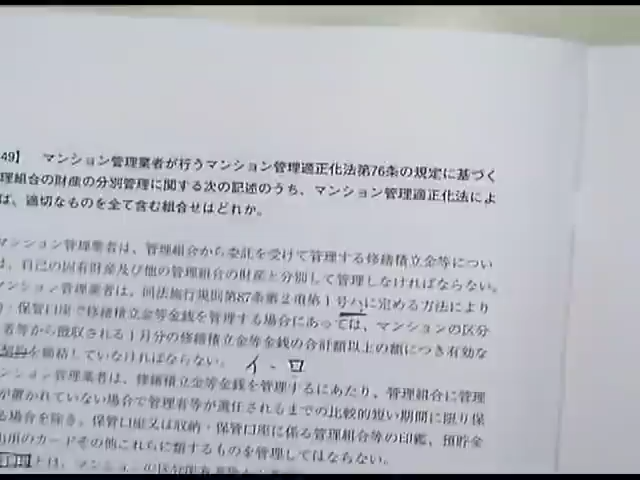 49】 マンション管理業者が行うマンション管理適正化法第76条の規定に基づく
理組合の財産の分別管理に関する次の記述のうち、マンション管理適正化法によ
ば、適切なものを全て含む組合せはどれか。
マンション管理業者は、管理組合から委託を受けて管理する修繕積立金等につい
は、自己の固有財産及び他の管理組合の財産と分別して管理しなければならない。
マンション管理業者は、同法施行規則第87条第2項第1号ハに定める方法により
・保管口座で修繕積立金等金銭を管理する場合にあっては、マンションの区分
者等から徴収される1月分の修繕積立金等金銭の合計額以上の額につき有効な
を締結していなければならない。 イ・ロ
ンション管理業者は、修繕積立金等金銭を管理するにあたり、管理組合に管理
が置かれていない場合で管理者等が選任されるまでの比較的短い期間に限り保
る場合を除き、保管口座又は収納・保管口座に係る管理組合等の印鑑、預貯金
出用のカードその他これらに類するものを管理してはならない。
とは、マンションの区分所有者